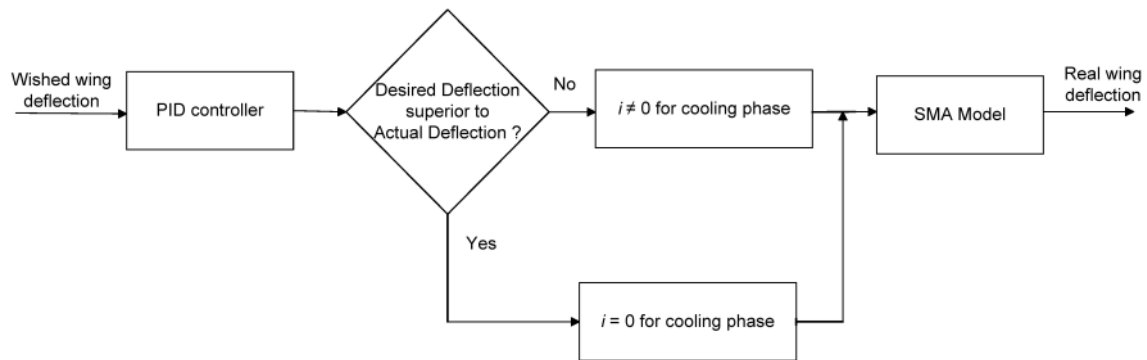 Wished wing
deflection
PID controller
Desired Deflection
superior to
Actual Deflection ?
No
i ≠ 0 for cooling phase
SMA Model
Real wing
deflection
Yes
i = 0 for cooling phase